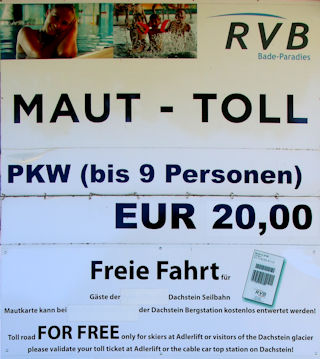 RVB
Bade-Paradies
MAUT - TOLL
PKW (bis 9 Personen)
EUR 20,00
Freie Fahrt für
Gäste der Dachstein Seilbahn
Mautkarte kann bei der Dachstein Bergstation kostenlos entwertet werden!
RVB
Toll road FOR FREE only for skiers at Adlerlift or visitors of the Dachstein glacier
please validate your toll ticket at Adlerlift or the cable car top station on Dachstein!